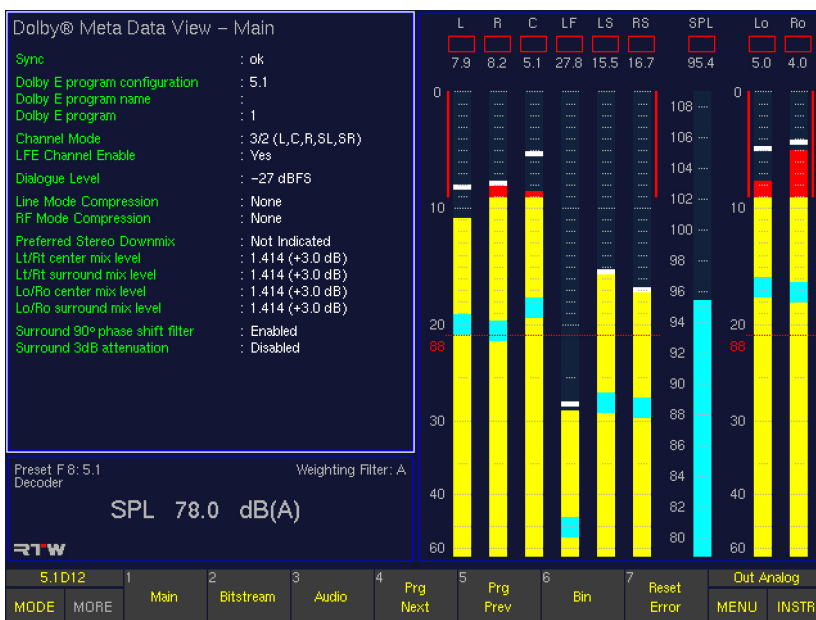 Dolby® Meta Data View – Main
Sync : ok
Dolby E program configuration : 5.1
Dolby E program name :
Dolby E program : 1
Channel Mode : 3/2 (L,C,R,SL,SR)
LFE Channel Enable : Yes
Dialogue Level : −27 dBFS
Line Mode Compression : None
RF Mode Compression : None
Preferred Stereo Downmix : Not Indicated
Lt/Rt center mix level : 1.414 (+3.0 dB)
Lt/Rt surround mix level : 1.414 (+3.0 dB)
Lo/Ro center mix level : 1.414 (+3.0 dB)
Lo/Ro surround mix level : 1.414 (+3.0 dB)
Surround 90º phase shift filter : Enabled
Surround 3dB attenuation : Disabled
Preset F 8: 5.1 Weighting Filter: A
Decoder
SPL 78.0 dB(A)
RTW
L R C LF LS RS SPL Lo Ro
7.9 8.2 5.1 27.8 15.5 16.7 95.4 5.0 4.0
0 0
108
106
104
102
10 10
100
98
96
94
20 20
88 88
92
90
88
30 30
86
84
40 40
82
80
60 60
5.1D12 1 Main 2 Bitstream 3 Audio 4 Prg Next 5 Prg Prev 6 Bin 7 Reset Error Out Analog
MODE MORE MENU INSTR